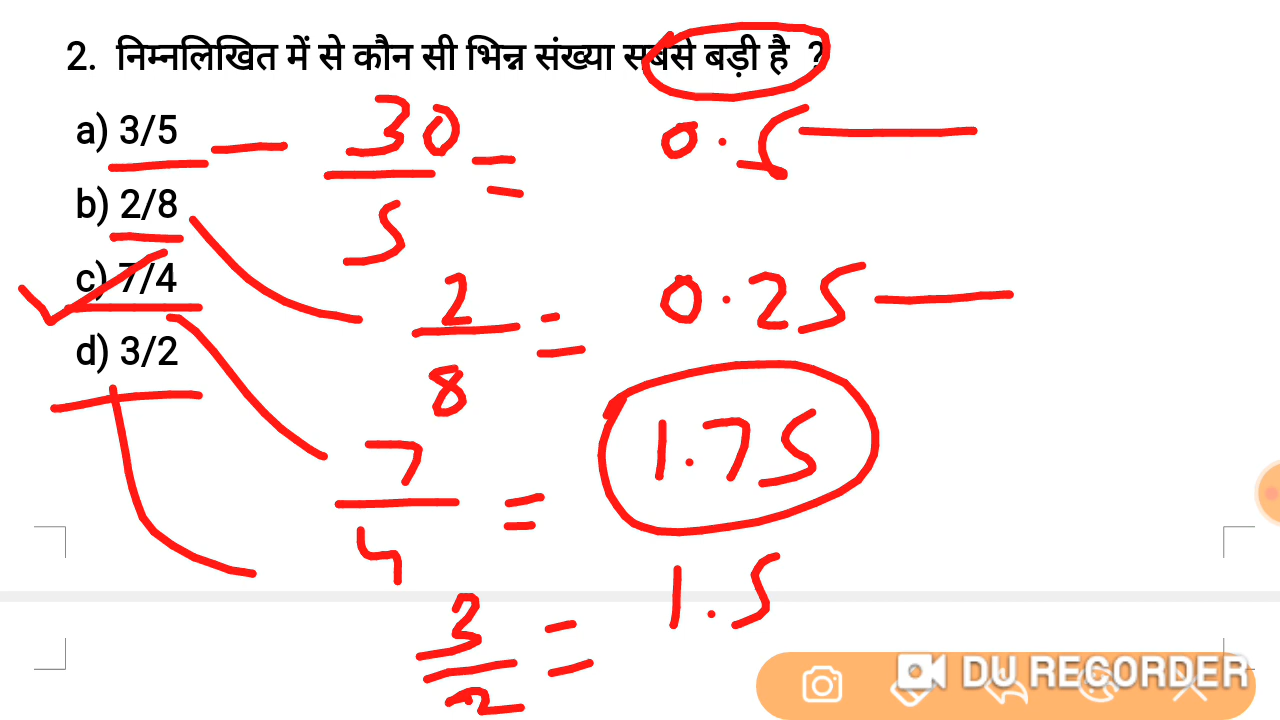 2. निम्नलिखित में से कौन सी भिन्न संख्या सबसे बड़ी है ?
a) 3/5
30/5 =
0.5
b) 2/8
2/8 =
0.25
c) 7/4
7/4 =
1.75
d) 3/2
3/2 =
1.5
DU RECORDER